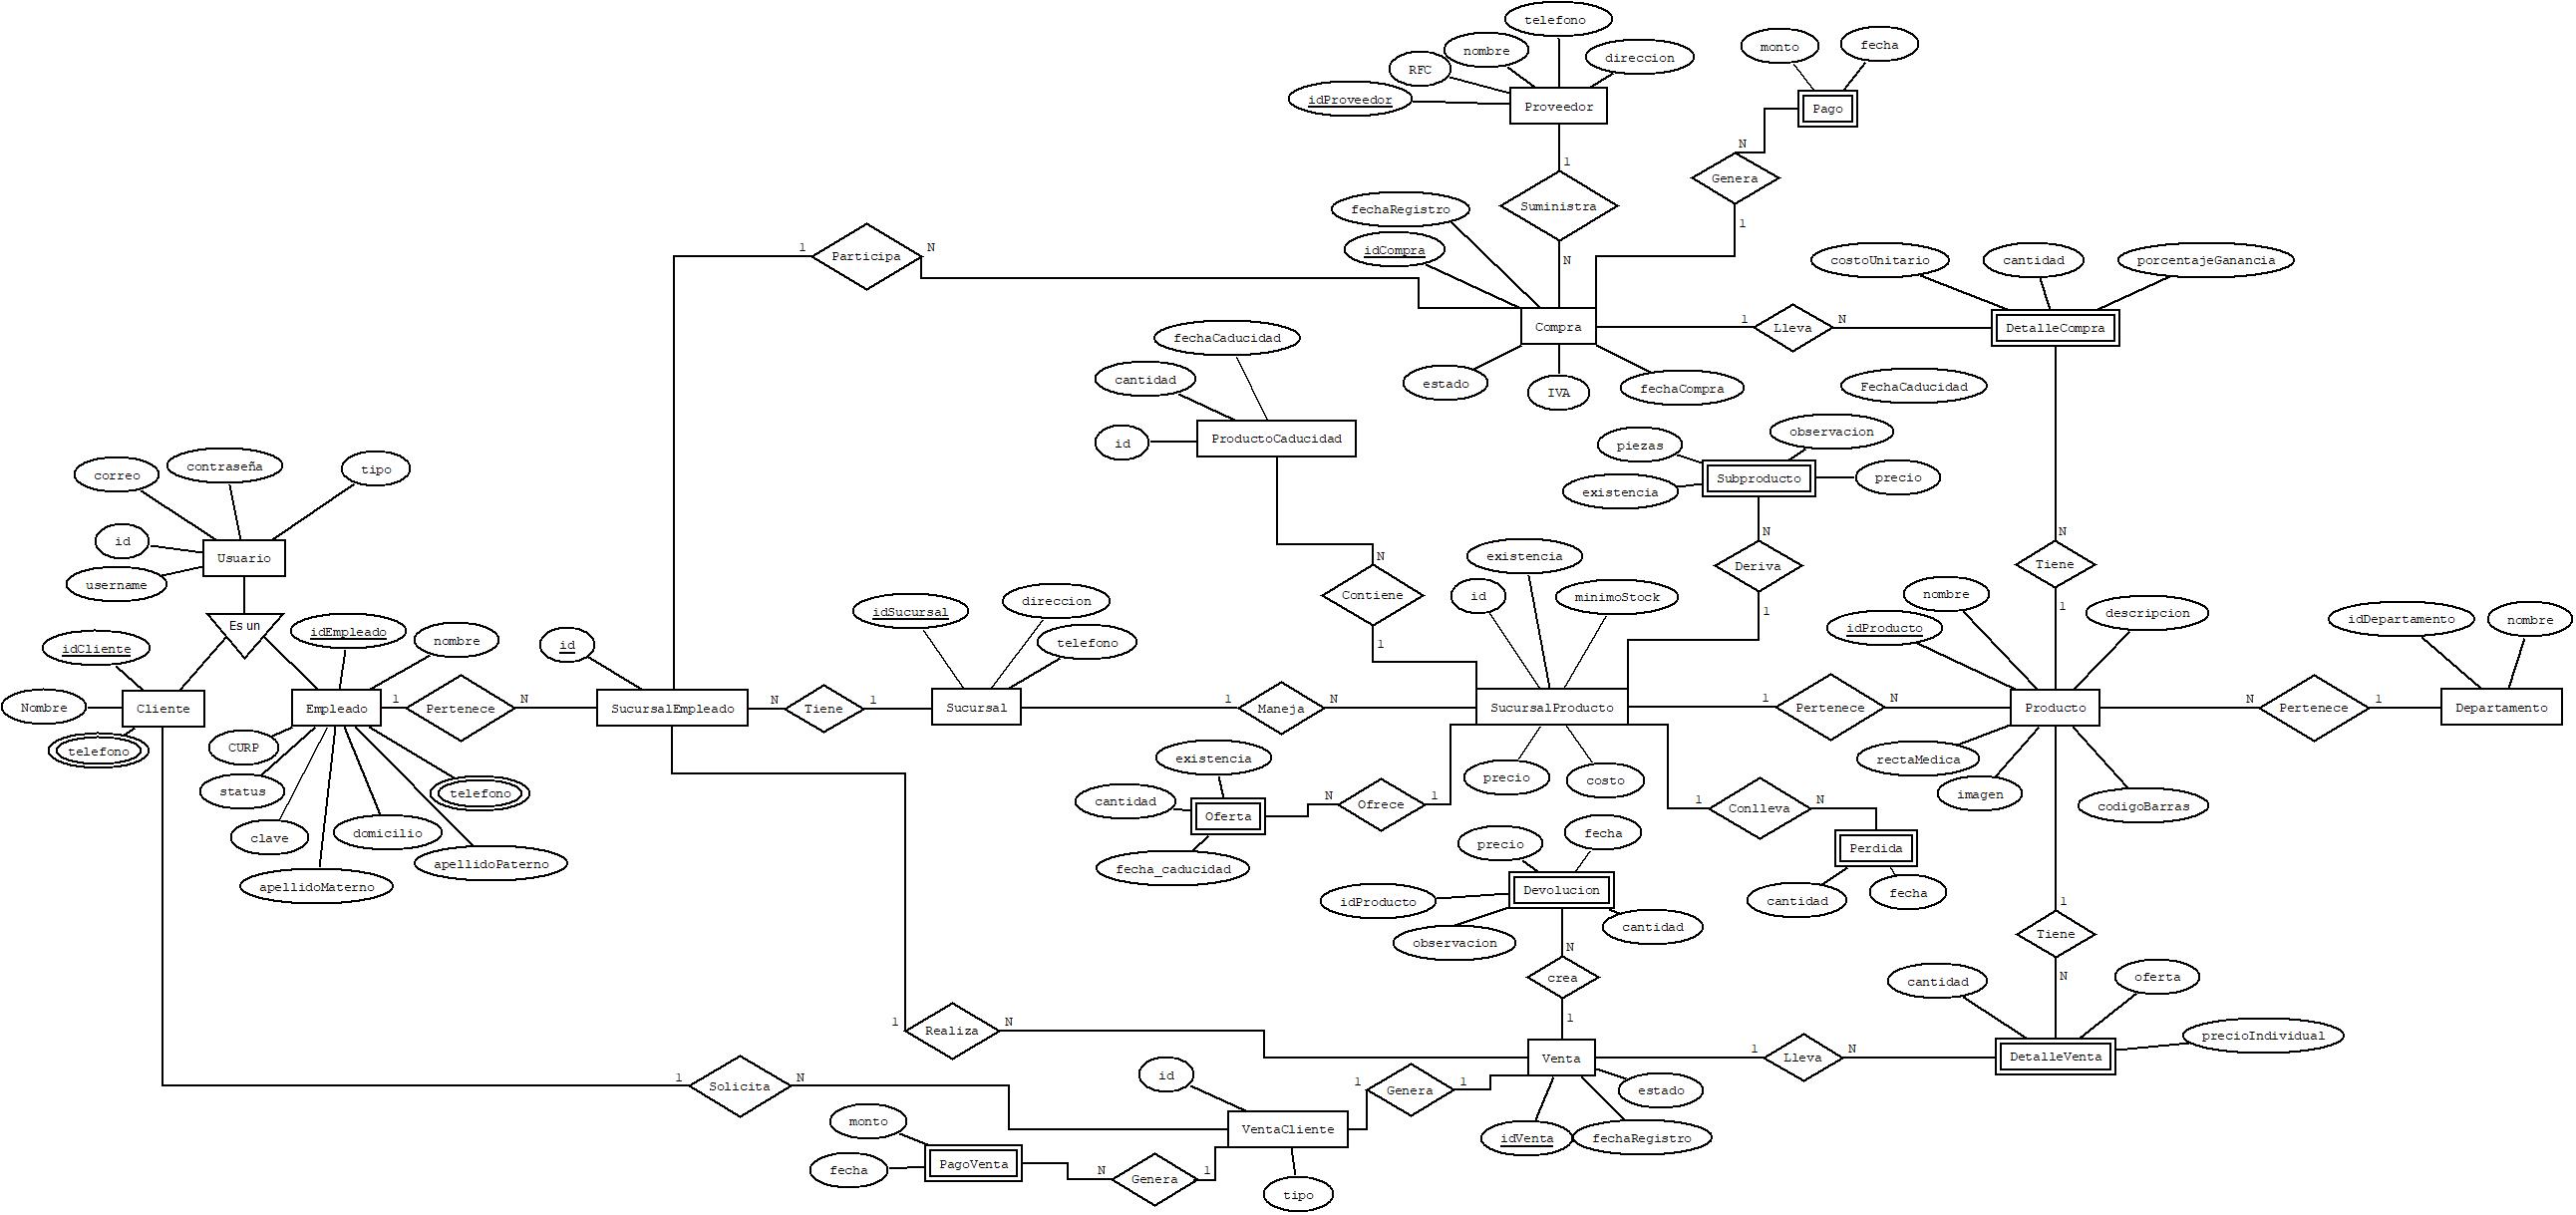 telefono
nombre
RFC
direccion
idProveedor
Proveedor
monto
fecha
Pago
N
Genera
1
1
Suministra
N
fechaRegistro
idCompra
1
Participa
N
costoUnitario
cantidad
porcentajeGanancia
Compra
1
Lleva
N
DetalleCompra
estado
IVA
fechaCompra
FechaCaducidad
fechaCaducidad
cantidad
id
ProductoCaducidad
piezas
observacion
existencia
Subproducto
precio
correo
contraseña
tipo
id
username
Usuario
Es un
N
Deriva
1
N
Tiene
1
N
Contiene
1
existencia
id
minimoStock
nombre
idProducto
descripcion
idDepartamento
nombre
idSucursal
direccion
telefono
idCliente
idEmpleado
nombre
id
Nombre
Cliente
telefono
Empleado
1
Pertenece
N
SucursalEmpleado
N
Tiene
1
Sucursal
1
Maneja
N
SucursalProducto
1
Pertenece
N
Producto
N
Pertenece
1
Departamento
CURP
status
clave
apellidoMaterno
domicilio
apellidoPaterno
telefono
existencia
cantidad
Oferta
fecha_caducidad
N
Ofrece
1
precio
costo
1
Conlleva
N
Perdida
cantidad
fecha
rectaMedica
imagen
codigoBarras
precio
fecha
Devolucion
idProducto
observacion
cantidad
N
crea
1
1
Tiene
N
cantidad
oferta
precioIndividual
1
Realiza
N
Venta
1
Lleva
N
DetalleVenta
estado
idVenta
fechaRegistro
1
Solicita
N
id
VentaCliente
1
Genera
1
monto
fecha
PagoVenta
N
Genera
1
tipo